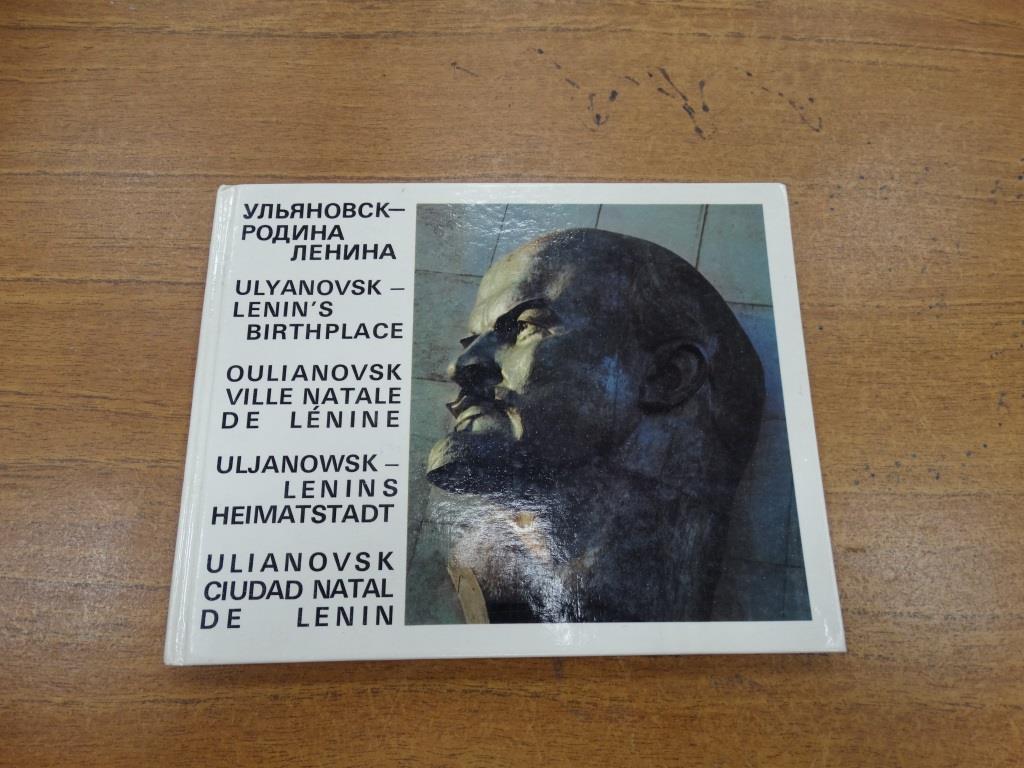 УЛЬЯНОВСК—
РОДИНА
ЛЕНИНА
ULYANOVSK —
LENIN'S
BIRTHPLACE
OULIANOVSK
VILLE NATALE
DE LÉNINE
ULJANOWSK —
LENINS
HEIMATSTADT
ULIANOVSK
CIUDAD NATAL
DE LENIN